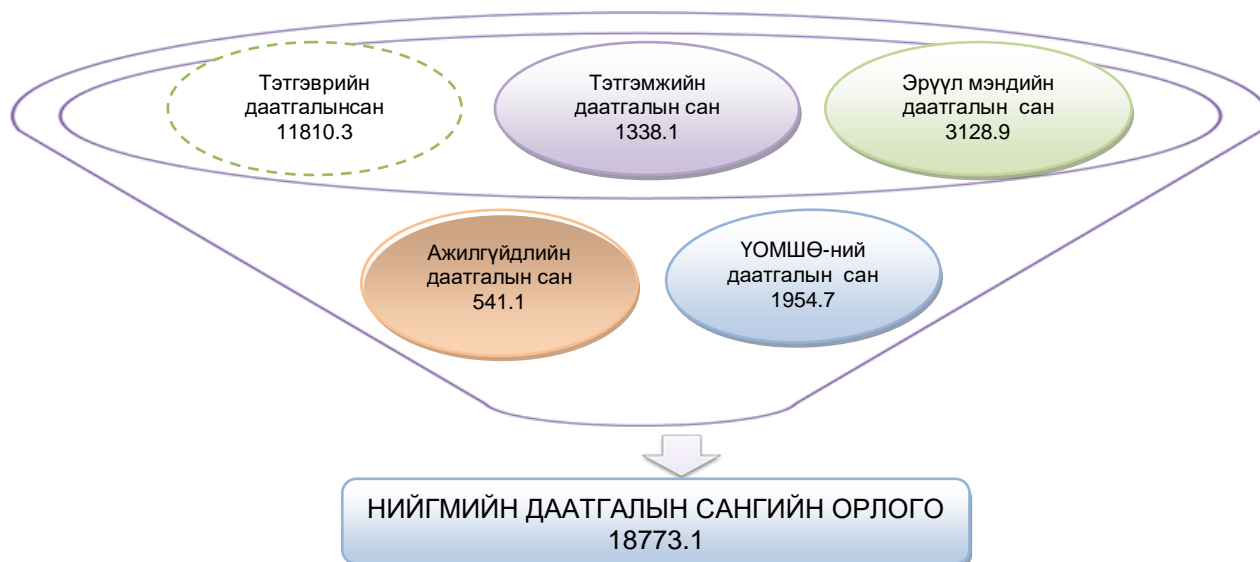 Тэтгэврийн
даатгалынсан
11810.3
Тэтгэмжийн
даатгалын сан
1338.1
Эрүүл мэндийн
даатгалын сан
3128.9
Ажилгүйдлийн
даатгалын сан
541.1
ҮОМШӨ-ний
даатгалын сан
1954.7
НИЙГМИЙН ДААТГАЛЫН САНГИЙН ОРЛОГО
18773.1